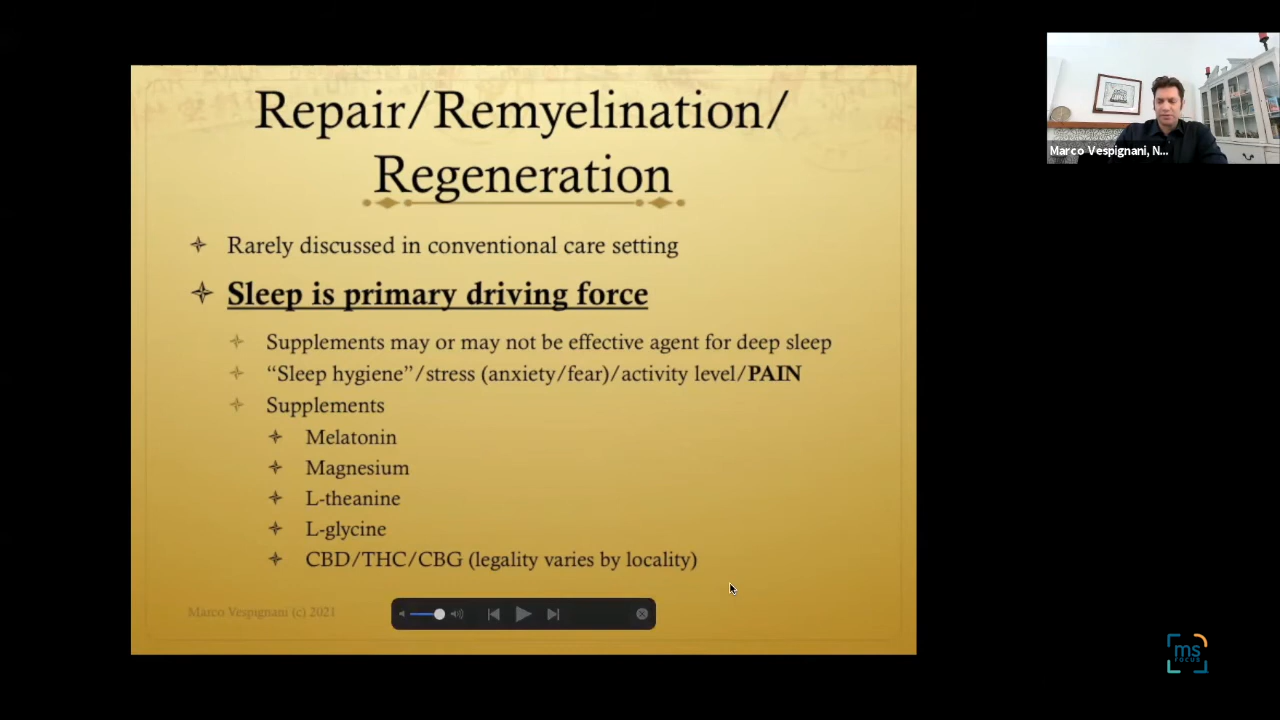 Repair/Remyelination/
Regeneration
Rarely discussed in conventional care setting
Sleep is primary driving force
Supplements may or may not be effective agent for deep sleep
“Sleep hygiene”/stress (anxiety/fear)/activity level/PAIN
Supplements
Melatonin
Magnesium
L-theanine
L-glycine
CBD/THC/CBG (legality varies by locality)
Marco Vespignani (c) 2021
Marco Vespignani, N...
ms
FOCUS